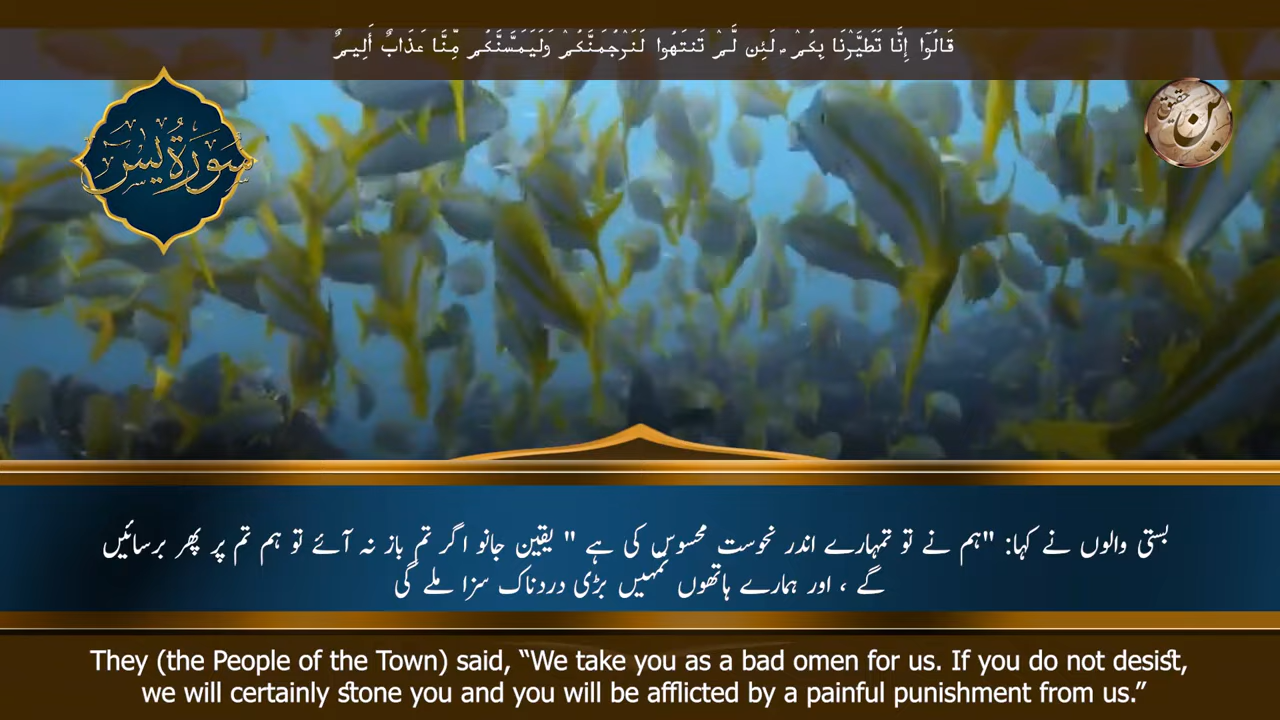 قَالُوٓا۟ إِنَّا تَطَيَّرْنَا بِكُمْ ۖ لَئِن لَّمْ تَنتَهُوا۟ لَنَرْجُمَنَّكُمْ وَلَيَمَسَّنَّكُم مِّنَّا عَذَابٌ أَلِيمٌ
سُورَةُ يٰسٓ
بستی والوں نے کہا: "ہم نے تو تمہارے اندر نحوست محسوس کی ہے " یقین جانو اگر تم باز نہ آئے تو ہم تم پر پھر برسائیں
گے ، اور ہمارے ہاتھوں تمہیں بڑی دردناک سزا ملے گی
They (the People of the Town) said, “We take you as a bad omen for us. If you do not desist,
we will certainly stone you and you will be afflicted by a painful punishment from us.”